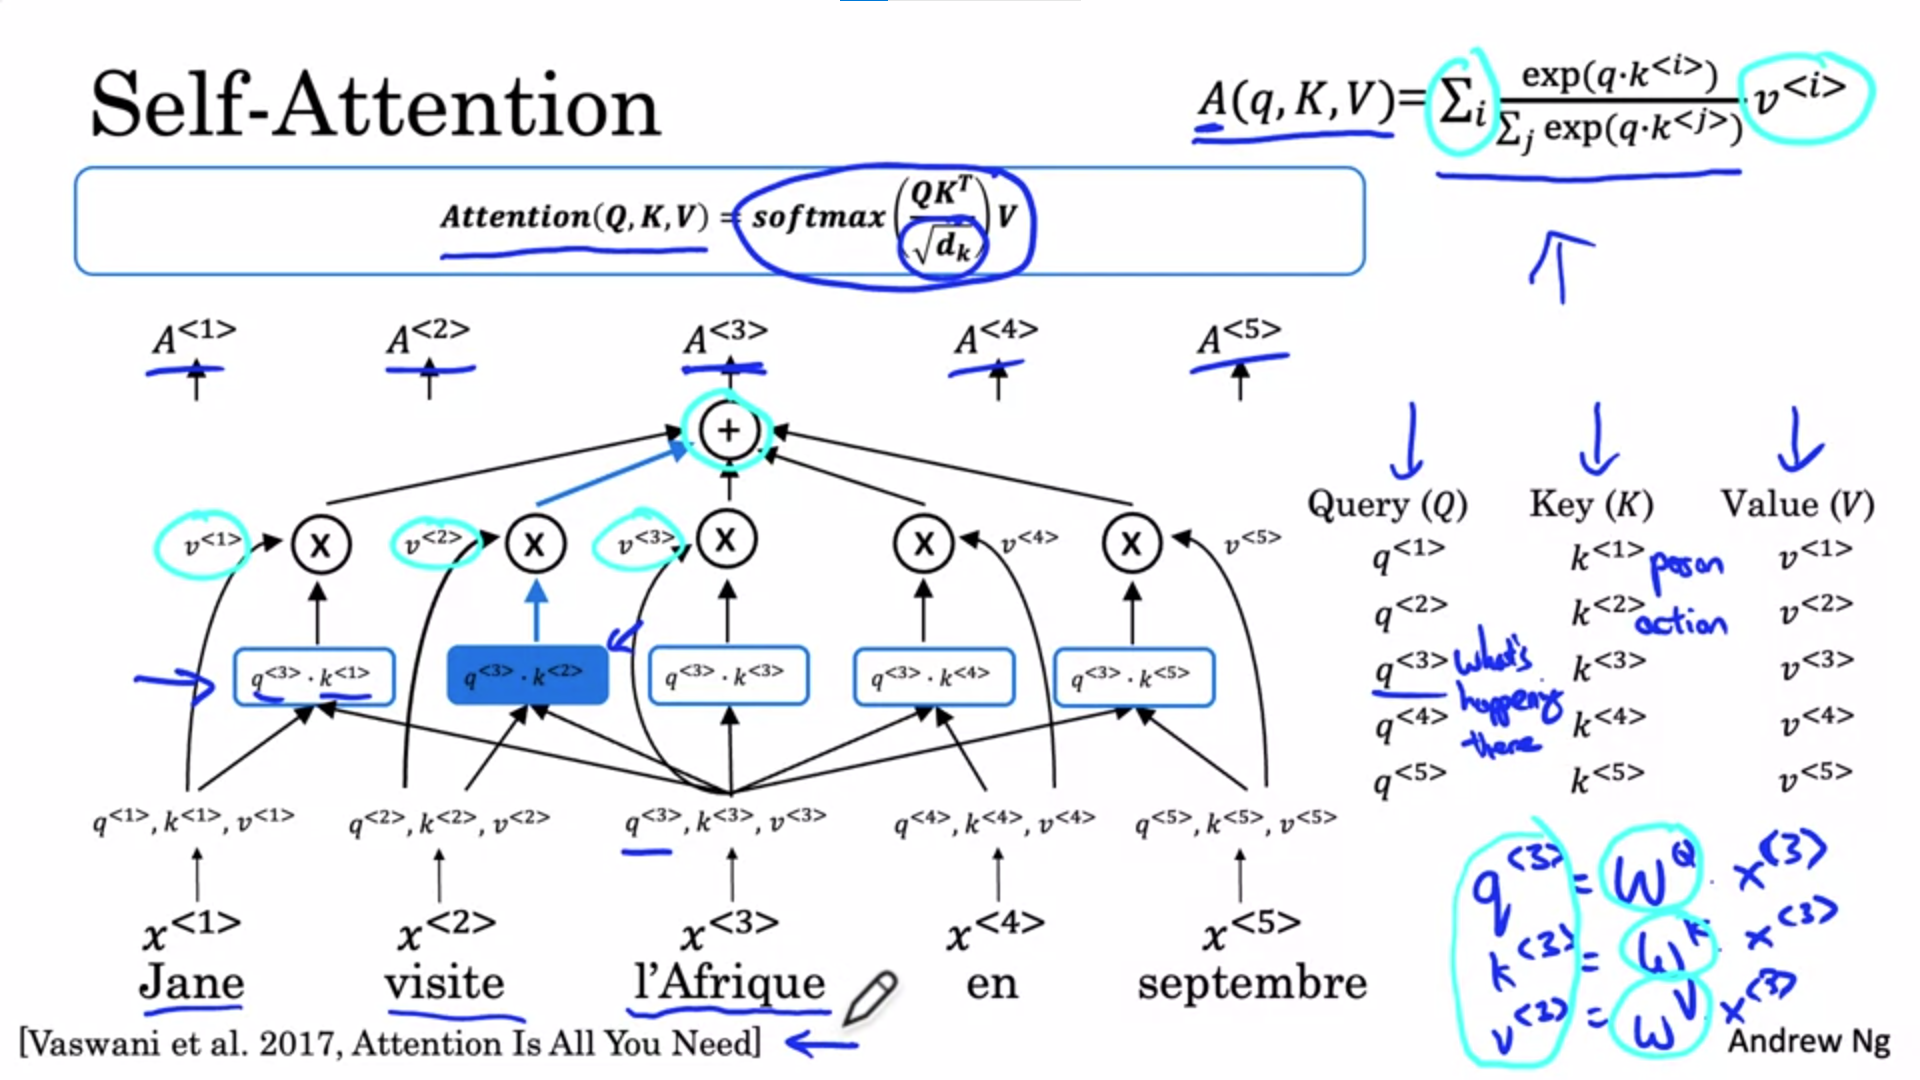 Self-Attention
A(q, K, V) = Σ_i exp(q·k^<i>) / Σ_j exp(q·k^<j>) v^<i>
Attention(Q, K, V) = softmax(QK^T / √d_k) V
A^<1> A^<2> A^<3> A^<4> A^<5>
+
v^<1> x v^<2> x v^<3> x x v^<4> x v^<5>
q^<3> · k^<1> q^<3> · k^<2> q^<3> · k^<3> q^<3> · k^<4> q^<3> · k^<5>
q^<1>, k^<1>, v^<1> q^<2>, k^<2>, v^<2> q^<3>, k^<3>, v^<3> q^<4>, k^<4>, v^<4> q^<5>, k^<5>, v^<5>
x^<1> x^<2> x^<3> x^<4> x^<5>
Jane visite l'Afrique en septembre
[Vaswani et al. 2017, Attention Is All You Need]
Query (Q) Key (K) Value (V)
q^<1> k^<1> person v^<1>
q^<2> k^<2> action v^<2>
q^<3> what's k^<3> v^<3>
happening
q^<4> k^<4> v^<4>
there
q^<5> k^<5> v^<5>
q^<3> = W^Q · x^<3>
k^<3> = W^K · x^<3>
v^<3> = W^V · x^<3>
Andrew Ng